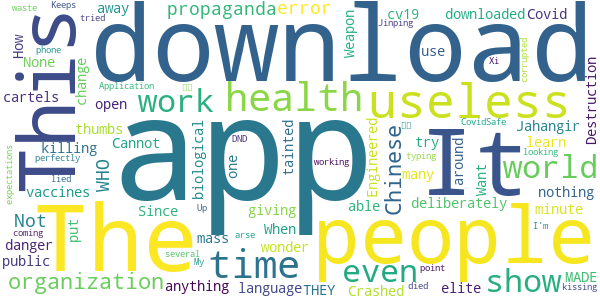 waste
Keeps
tried
propaganda
error
away
cv19
downloaded
Covid
How
phone
None
Weapon
Jinping
download
This
change
use
Xi
corrupted
Destruction
cartels
Application
open
work
health
useless
thumbs
Engineered
DND
CovidSafe
Jahangir
killing
Cannot
biological
one
tainted
app
working
Chinese
try
It
around
learn
looking
perfectly
WHO
typing
many
Want
world
expectations
lied
vaccines
Since
able
deliberately
nothing
Not
put
Up
giving
The
people
minute
coming
mass
arse
When
I'm
danger
wonder
public
several
time
even
point
show
elite
MADE
organization
My
anything
language
THEY
Crashed
died
kissing